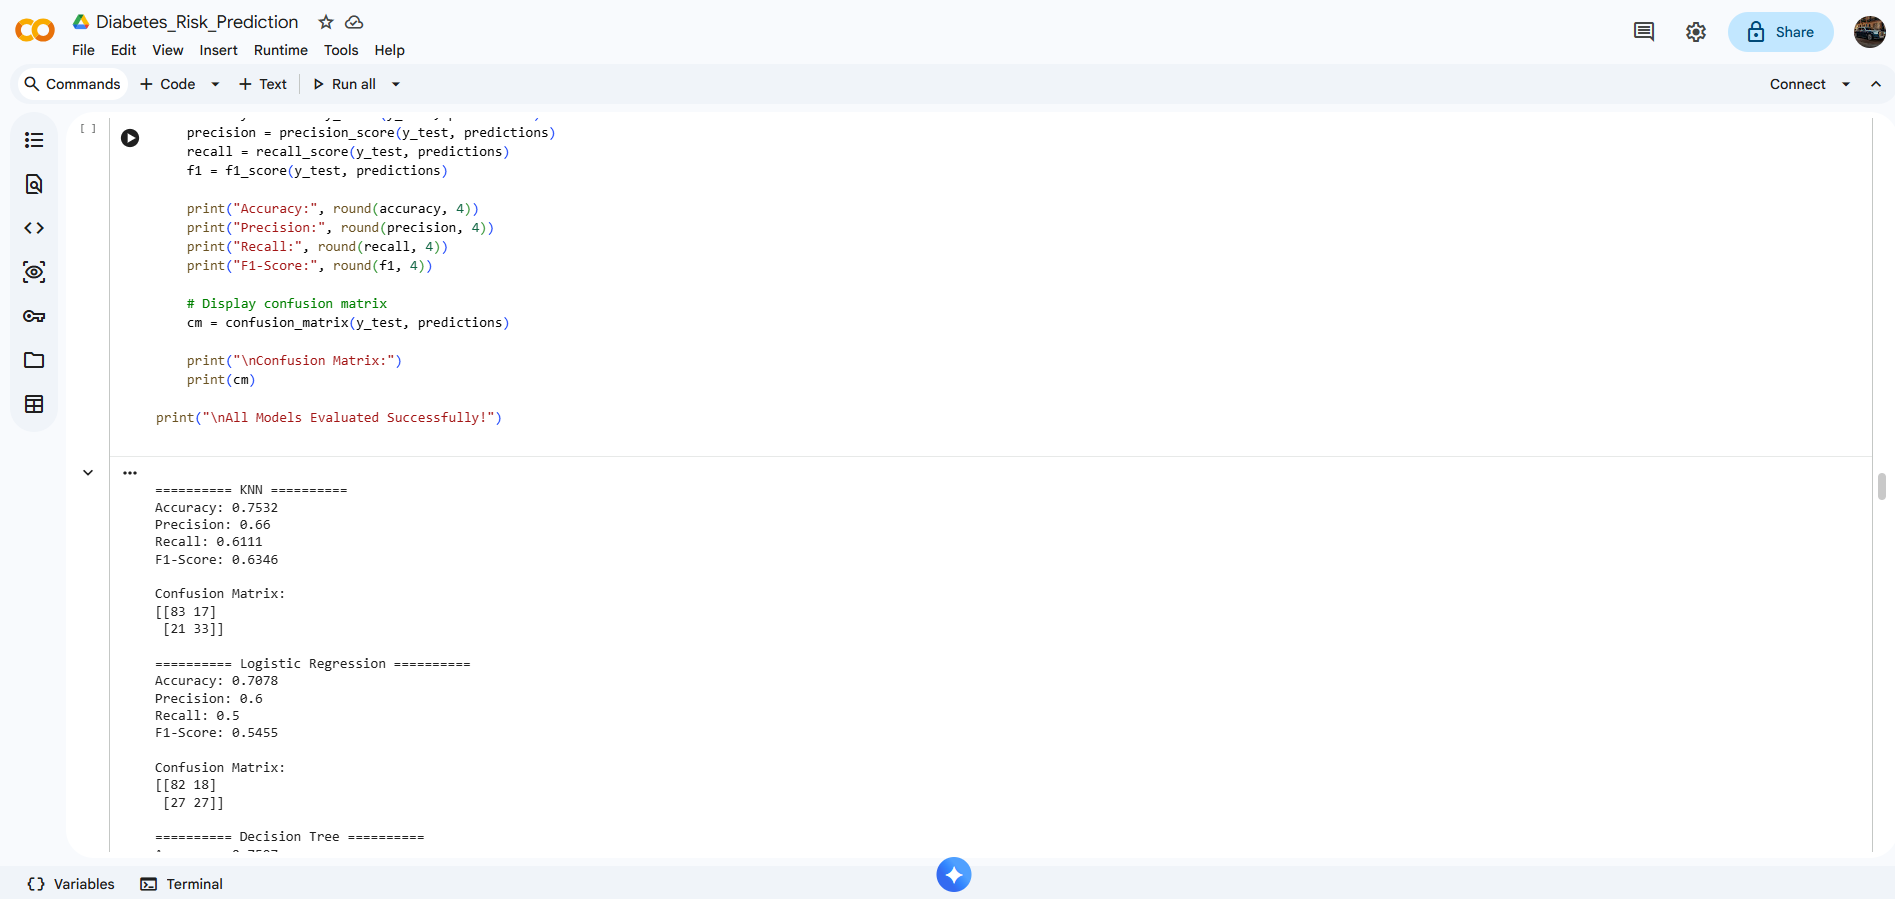 Diabetes_Risk_Prediction
File Edit View Insert Runtime Tools Help
Share
Commands + Code + Text Run all
Connect
[ ]
precision = precision_score(y_test, predictions)
recall = recall_score(y_test, predictions)
f1 = f1_score(y_test, predictions)
print("Accuracy:", round(accuracy, 4))
print("Precision:", round(precision, 4))
print("Recall:", round(recall, 4))
print("F1-Score:", round(f1, 4))
# Display confusion matrix
cm = confusion_matrix(y_test, predictions)
print("\nConfusion Matrix:")
print(cm)
print("\nAll Models Evaluated Successfully!")
========== KNN ==========
Accuracy: 0.7532
Precision: 0.66
Recall: 0.6111
F1-Score: 0.6346
Confusion Matrix:
[[83 17]
[21 33]]
========== Logistic Regression ==========
Accuracy: 0.7078
Precision: 0.6
Recall: 0.5
F1-Score: 0.5455
Confusion Matrix:
[[82 18]
[27 27]]
========== Decision Tree ==========
Variables Terminal